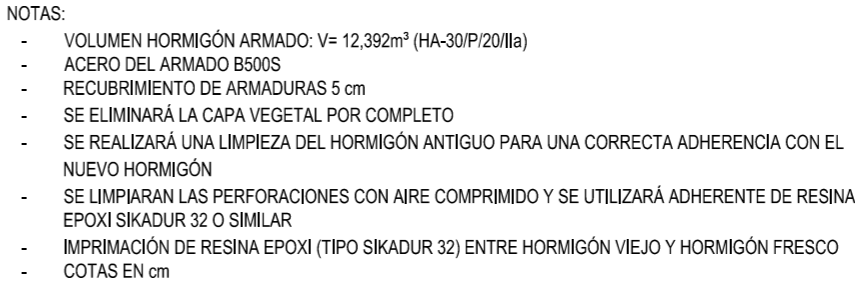 NOTAS:
- VOLUMEN HORMIGÓN ARMADO: V= 12,392m³ (HA-30/P/20/IIa)
- ACERO DEL ARMADO B500S
- RECUBRIMIENTO DE ARMADURAS 5 cm
- SE ELIMINARÁ LA CAPA VEGETAL POR COMPLETO
- SE REALIZARÁ UNA LIMPIEZA DEL HORMIGÓN ANTIGUO PARA UNA CORRECTA ADHERENCIA CON EL
NUEVO HORMIGÓN
- SE LIMPIARAN LAS PERFORACIONES CON AIRE COMPRIMIDO Y SE UTILIZARÁ ADHERENTE DE RESINA
EPOXI SIKADUR 32 O SIMILAR
- IMPRIMACIÓN DE RESINA EPOXI (TIPO SIKADUR 32) ENTRE HORMIGÓN VIEJO Y HORMIGÓN FRESCO
- COTAS EN cm